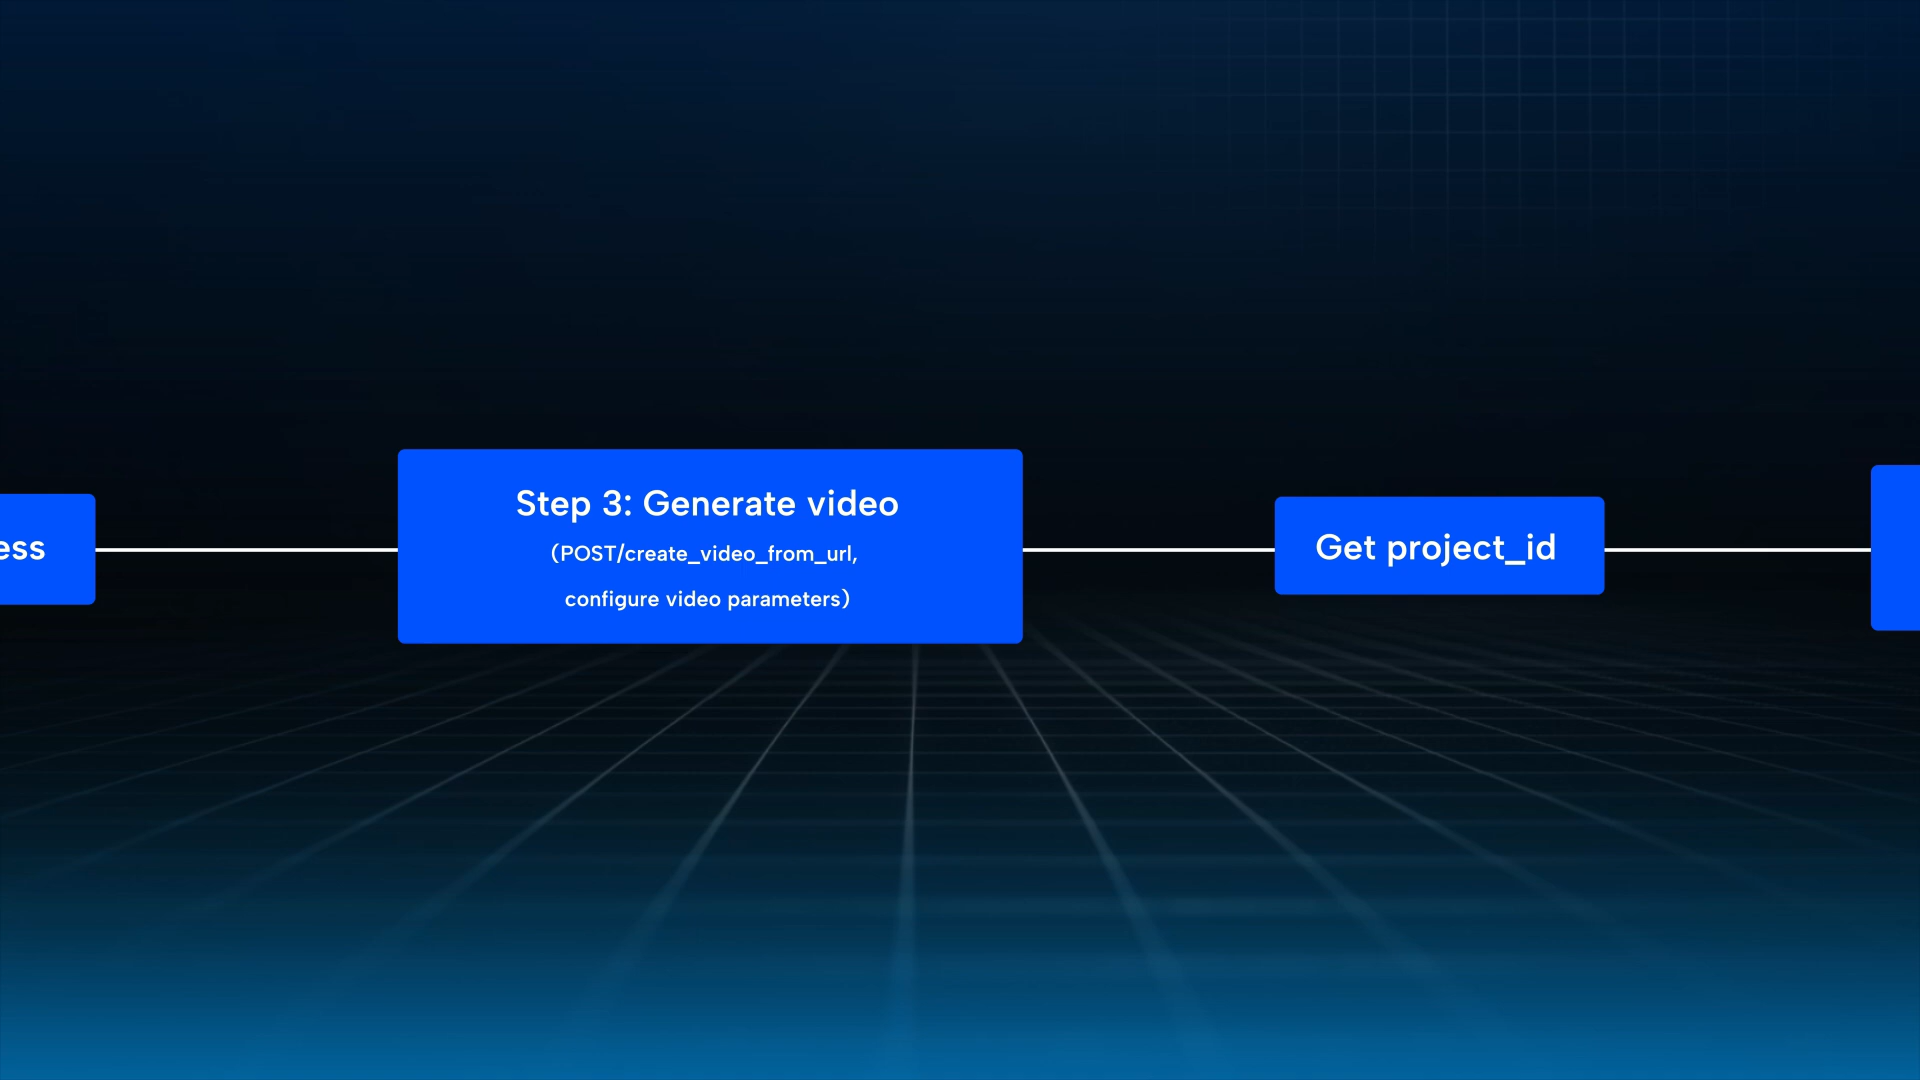 ess
Step 3: Generate video
(POST/create_video_from_url,
configure video parameters)
Get project_id